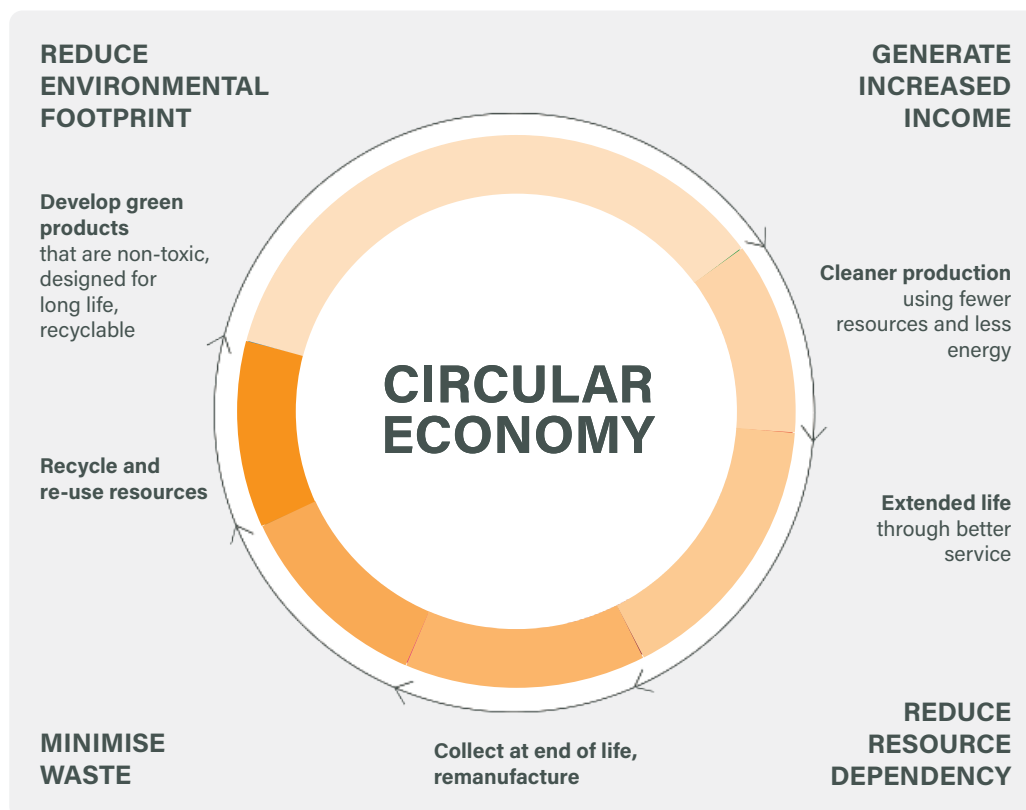 REDUCE
ENVIRONMENTAL
FOOTPRINT
GENERATE
INCREASED
INCOME
Develop green
products
that are non-toxic,
designed for
long life,
recyclable
Cleaner production
using fewer
resources and less
energy
CIRCULAR
ECONOMY
Recycle and
re-use resources
Extended life
through better
service
MINIMISE
WASTE
Collect at end of life,
remanufacture
REDUCE
RESOURCE
DEPENDENCY